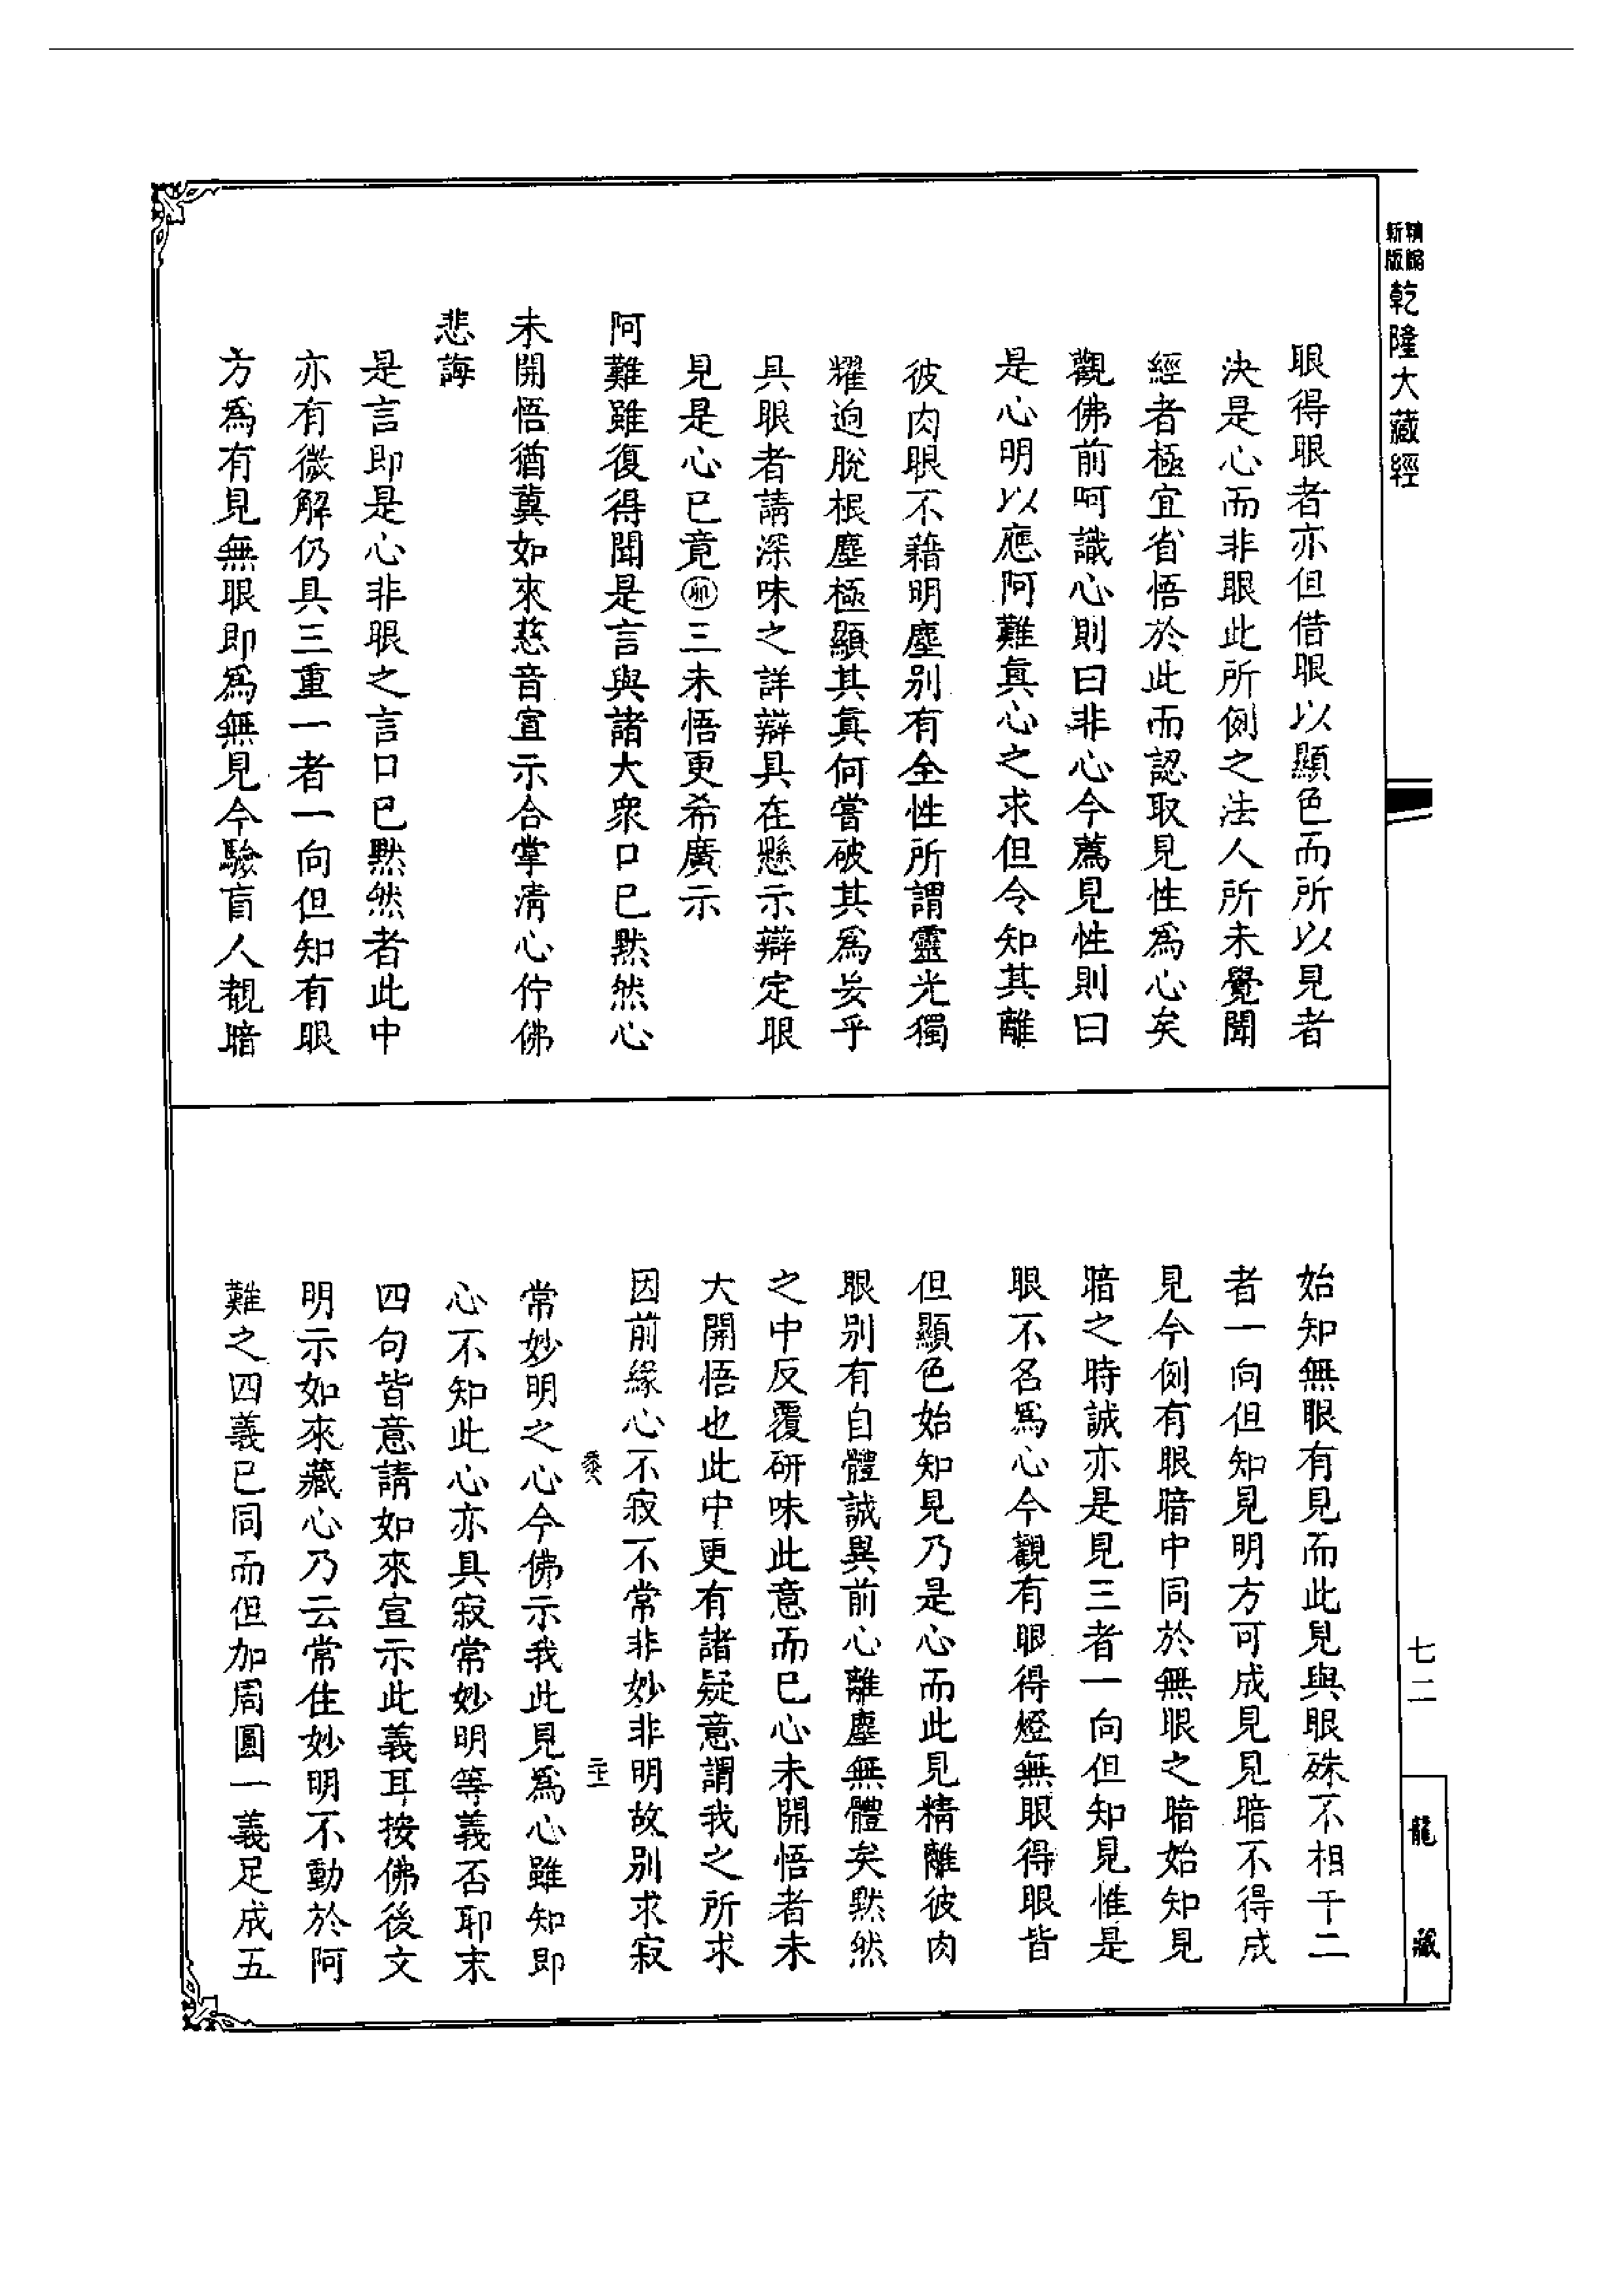 新版精縮乾隆大藏經
眼得眼者亦但借眼以顯色而所以見者
決是心而非眼此所例之法人所未覺聞
經者極宜省悟於此而認取見性為心矣
觀佛前呵識心則曰非心今薦見性則曰
是心明以應阿難眞心之求但令知其離
彼肉眼不藉明塵別有全性所謂靈光獨
耀迥脫根塵極顯其眞何嘗破其為妄乎
具眼者請深味之詳辯具在懸示辯定眼
見是心已竟㊞三未悟更希廣示
阿難雖復得聞是言與諸大衆口已默然心
未開悟猶冀如來慈音宣示合掌清心佇佛
悲誨
是言即是心非眼之言口已默然者此中
亦有微解仍具三重一者一向但知有眼
方為有見無眼即為無見今驗盲人覩暗
始知無眼有見而此見與眼殊不相干二
者一向但知見明方可成見見暗不得成
見今例有眼暗中同於無眼之暗始知見
暗之時誠亦是見三者一向但知見惟是
眼不名為心今觀有眼得燈無眼得眼皆
但顯色始知見乃是心而此見精離彼肉
眼別有自體誠異前心離塵無體矣默然
之中反覆研味此意而已心未開悟者未
大開悟也此中更有諸疑意謂我之所求
因前緣心不寂不常非妙非明故別求寂
常妙明之心今佛示我此見為心雖知即
心不知此心亦具寂常妙明等義否耶末
四句皆意請如來宣示此義耳按佛後文
明示如來藏心乃云常住妙明不動於阿
難之四義已同而但加周圓一義足成五
七二
龍藏